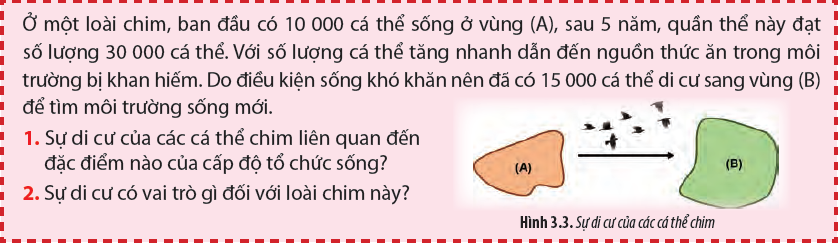 Ở một loài chim, ban đầu có 10 000 cá thể sống ở vùng (A), sau 5 năm, quần thể này đạt
số lượng 30 000 cá thể. Với số lượng cá thể tăng nhanh dẫn đến nguồn thức ăn trong môi
trường bị khan hiếm. Do điều kiện sống khó khăn nên đã có 15 000 cá thể di cư sang vùng (B)
để tìm môi trường sống mới.
1. Sự di cư của các cá thể chim liên quan đến
đặc điểm nào của cấp độ tổ chức sống?
2. Sự di cư có vai trò gì đối với loài chim này?
(A)
(B)
Hình 3.3. Sự di cư của các cá thể chim